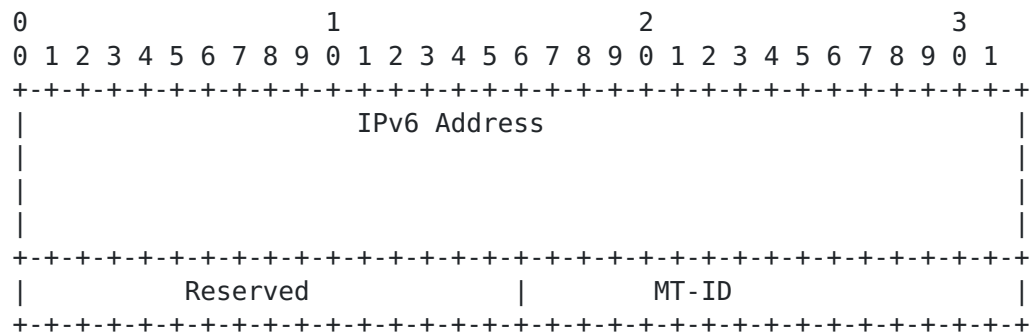 0                   1                   2                   3
0 1 2 3 4 5 6 7 8 9 0 1 2 3 4 5 6 7 8 9 0 1 2 3 4 5 6 7 8 9 0 1
+-+-+-+-+-+-+-+-+-+-+-+-+-+-+-+-+-+-+-+-+-+-+-+-+-+-+-+-+-+-+-+-+
|                     IPv6 Address                              |
|                                                               |
|                                                               |
|                                                               |
+-+-+-+-+-+-+-+-+-+-+-+-+-+-+-+-+-+-+-+-+-+-+-+-+-+-+-+-+-+-+-+-+
|          Reserved             |        MT-ID                  |
+-+-+-+-+-+-+-+-+-+-+-+-+-+-+-+-+-+-+-+-+-+-+-+-+-+-+-+-+-+-+-+-+